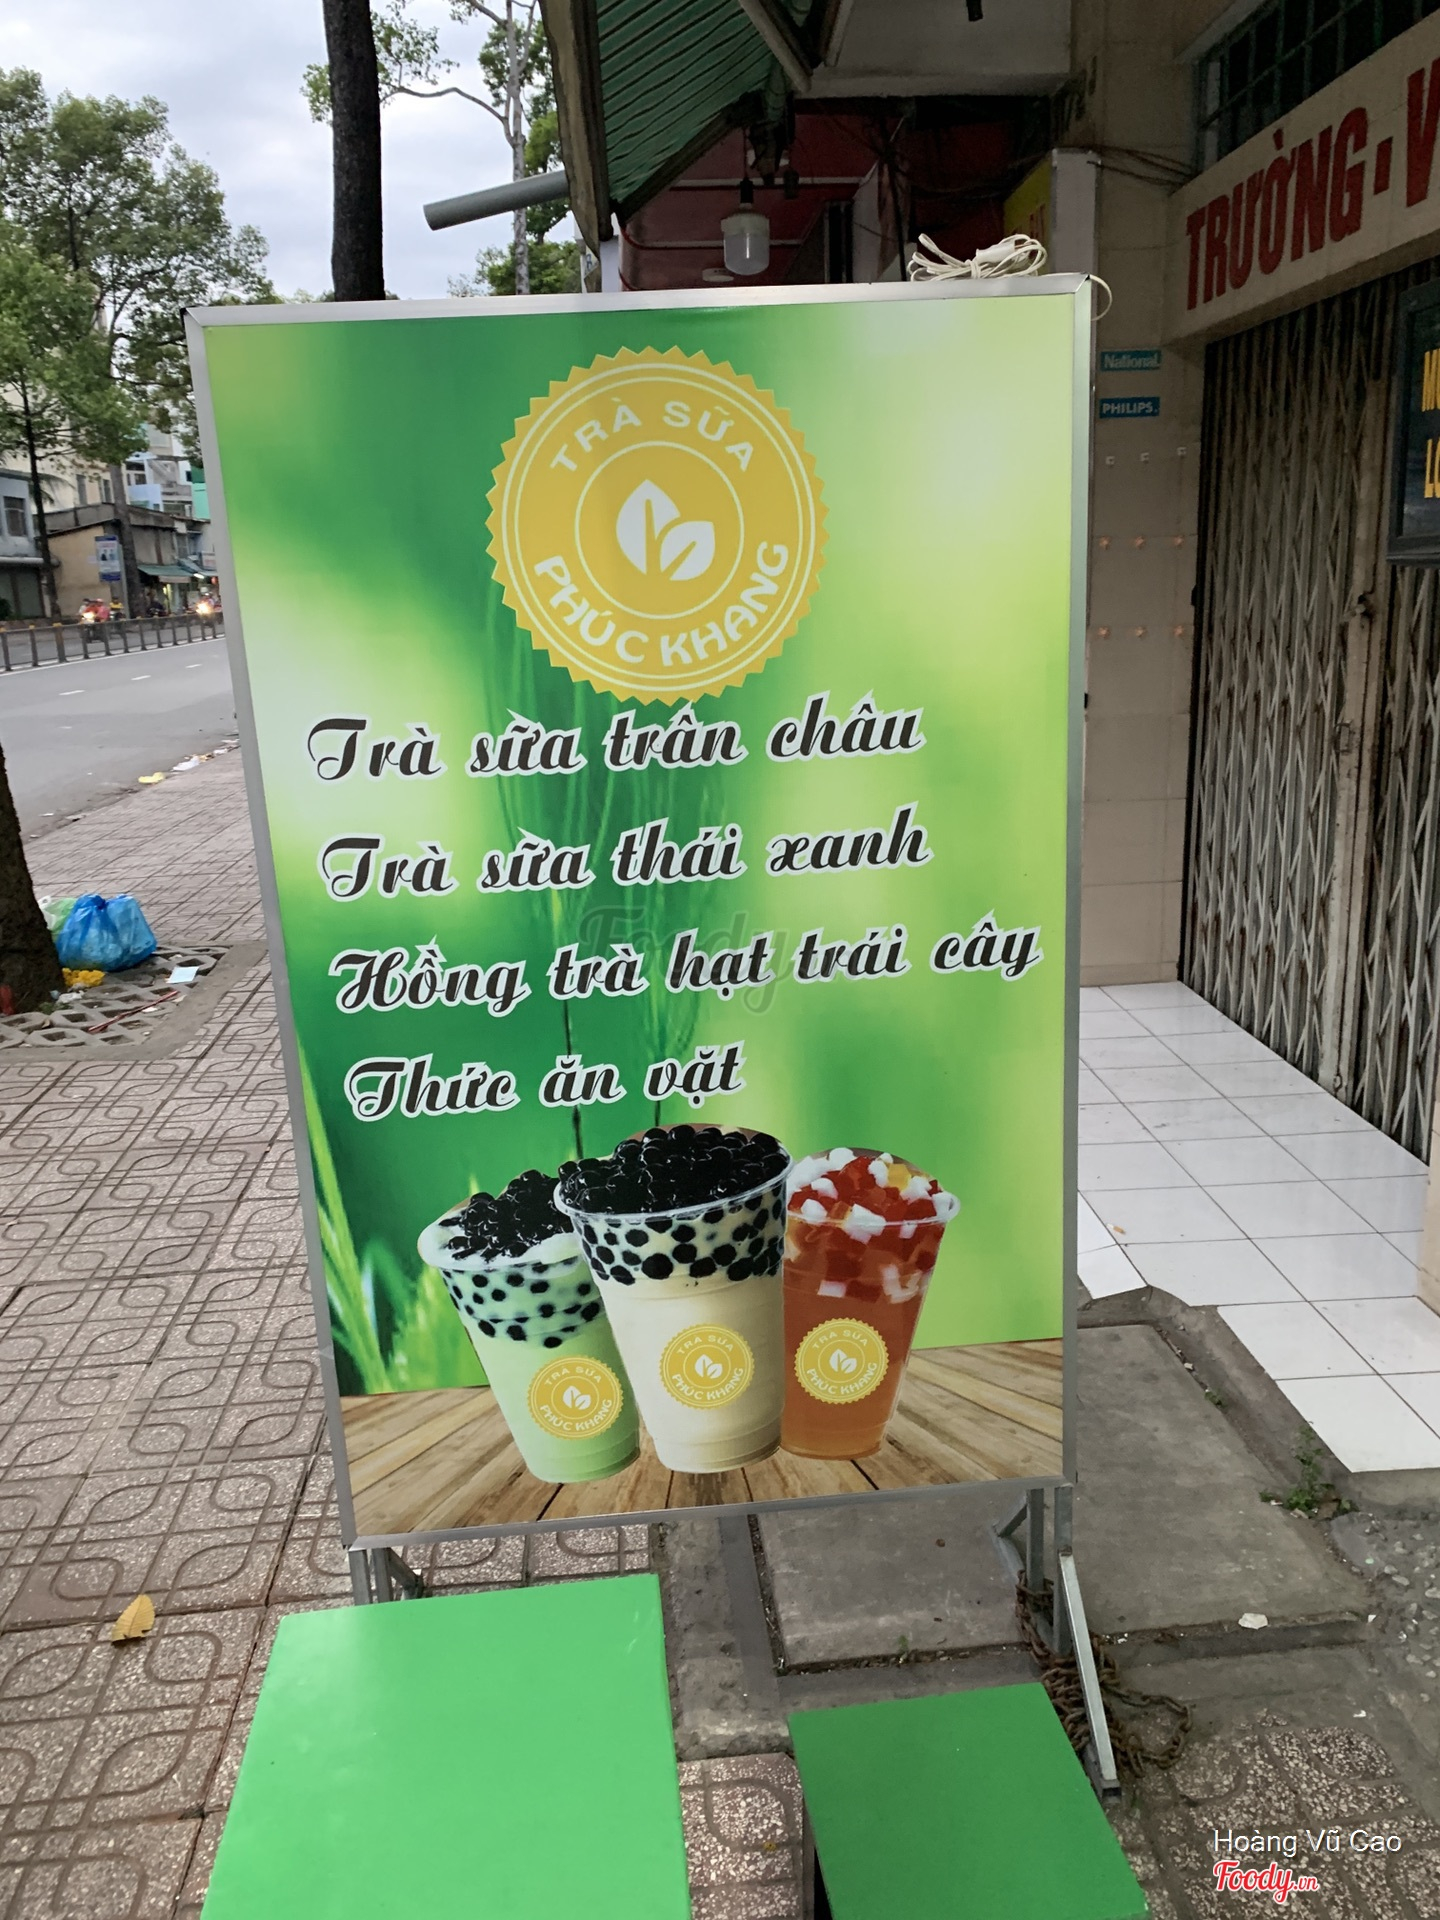 TRƯỜNG - V
National
PHILIPS.
TRÀ SỮA
PHÚC KHANG
Trà sữa trân châu
Trà sữa thái xanh
Hồng trà hạt trái cây
Thức ăn vặt
Foody
TRÀ SỮA
PHÚC KHANG
TRÀ SỮA
PHÚC KHANG
TRÀ SỮA
PHÚC KHANG
Hoàng Vũ Cao
Foody.vn